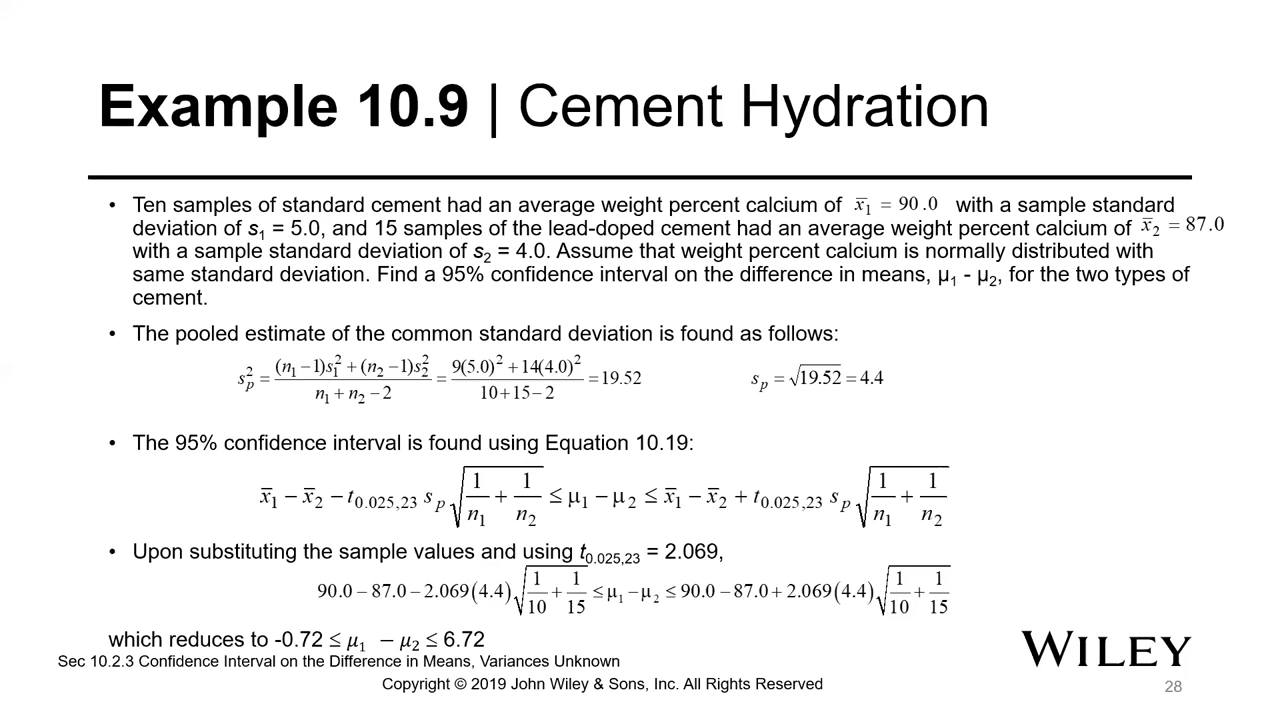 Example 10.9 | Cement Hydration
• Ten samples of standard cement had an average weight percent calcium of x̅₁ = 90.0 with a sample standard
deviation of s₁ = 5.0, and 15 samples of the lead-doped cement had an average weight percent calcium of x̅₂ = 87.0
with a sample standard deviation of s₂ = 4.0. Assume that weight percent calcium is normally distributed with
same standard deviation. Find a 95% confidence interval on the difference in means, μ₁ - μ₂, for the two types of
cement.
• The pooled estimate of the common standard deviation is found as follows:
s_p² = ((n₁ − 1)s₁² + (n₂ − 1)s₂²)/(n₁ + n₂ − 2) = (9(5.0)² + 14(4.0)²)/(10 + 15 − 2) = 19.52    s_p = √19.52 = 4.4
• The 95% confidence interval is found using Equation 10.19:
x̅₁ − x̅₂ − t₀.₀₂₅,₂₃ s_p √(1/n₁ + 1/n₂) ≤ μ₁ − μ₂ ≤ x̅₁ − x̅₂ + t₀.₀₂₅,₂₃ s_p √(1/n₁ + 1/n₂)
• Upon substituting the sample values and using t₀.₀₂₅,₂₃ = 2.069,
90.0 − 87.0 − 2.069(4.4)√(1/10 + 1/15) ≤ μ₁ − μ₂ ≤ 90.0 − 87.0 + 2.069(4.4)√(1/10 + 1/15)
which reduces to -0.72 ≤ μ₁ − μ₂ ≤ 6.72
Sec 10.2.3 Confidence Interval on the Difference in Means, Variances Unknown
WILEY
Copyright © 2019 John Wiley & Sons, Inc. All Rights Reserved
28